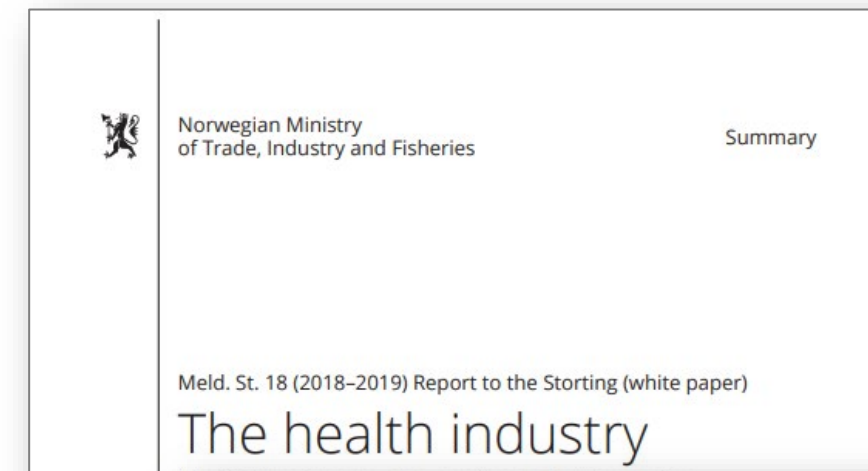 Norwegian Ministry
of Trade, Industry and Fisheries
Summary
Meld. St. 18 (2018–2019) Report to the Storting (white paper)
The health industry